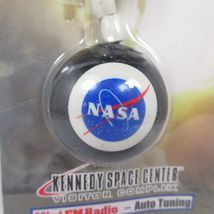 NASA
KENNEDY SPACE CENTER
VISITOR COMPLEX
FM Radio – Auto Tuning